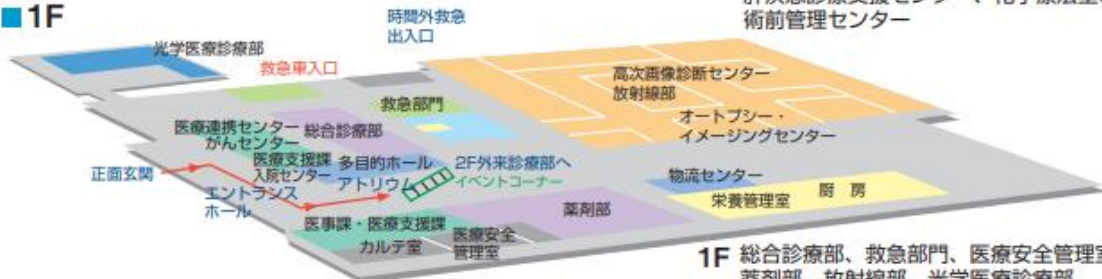 1F
時間外救急
出入口
術前管理センター
光学医療診療部
救急車入口
高次画像診断センター
放射線部
救急部門
オートプシー・
イメージングセンター
医療連携センター
がんセンター
総合診療部
医療支援課
入院センター
多目的ホール
アトリウム
2F外来診療部へ
イベントコーナー
正面玄関
エントランス
ホール
物流センター
栄養管理室
厨 房
薬剤部
医事課・医療支援課
カルテ室
医療安全
管理室
1F 総合診療部、救急部門、医療安全管理室